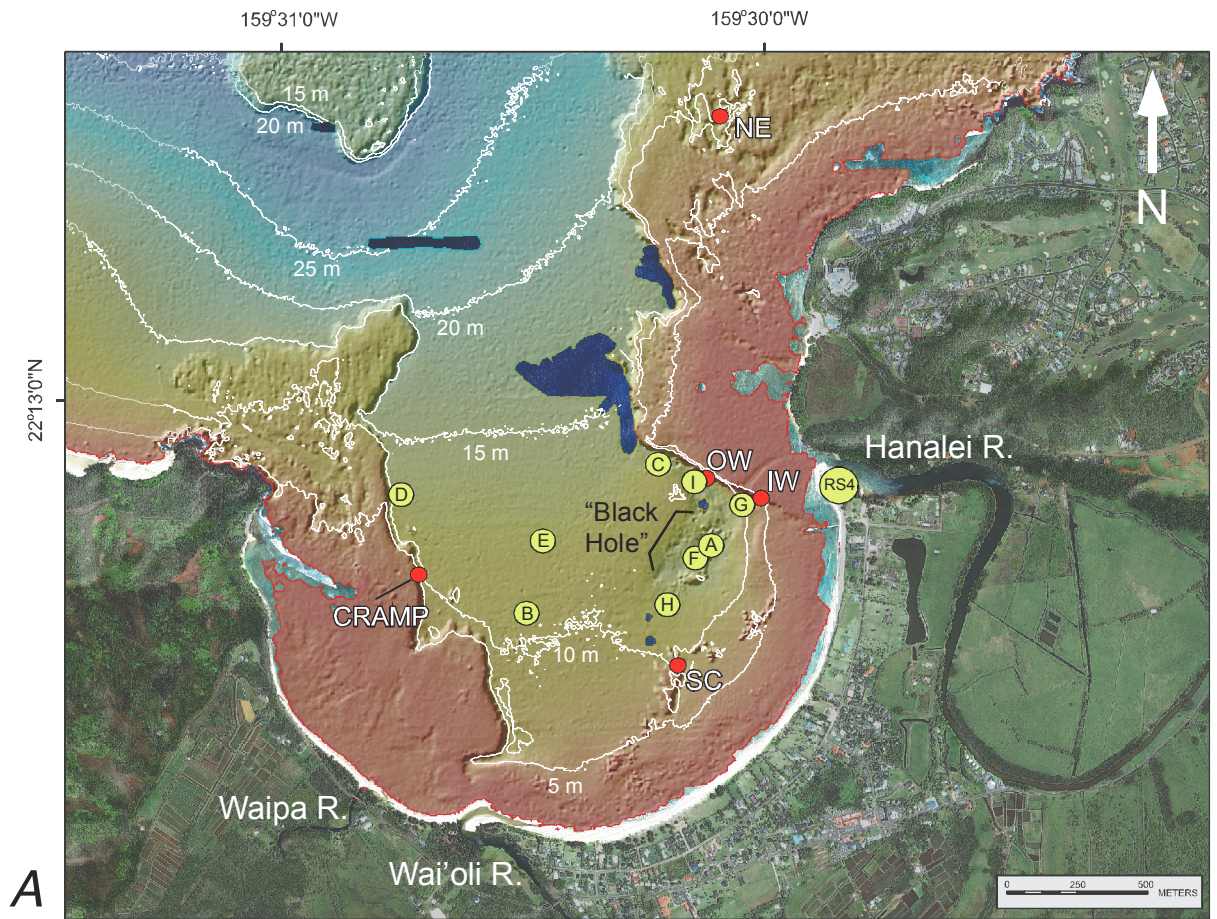 159°31'0"W
159°30'0"W
15 m
20 m
NE
N
25 m
20 m
22°13'0"N
15 m
Hanalei R.
C
OW
I
IW
RS4
D
G
"Black
Hole"
E
A
F
CRAMP
B
H
10 m
SC
5 m
Waipa R.
Wai'oli R.
A
0 250 500
METERS